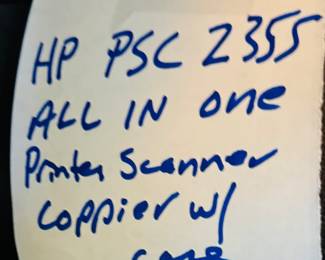 HP PSC 2355
ALL IN one
Printer Scanner
Coppier w/